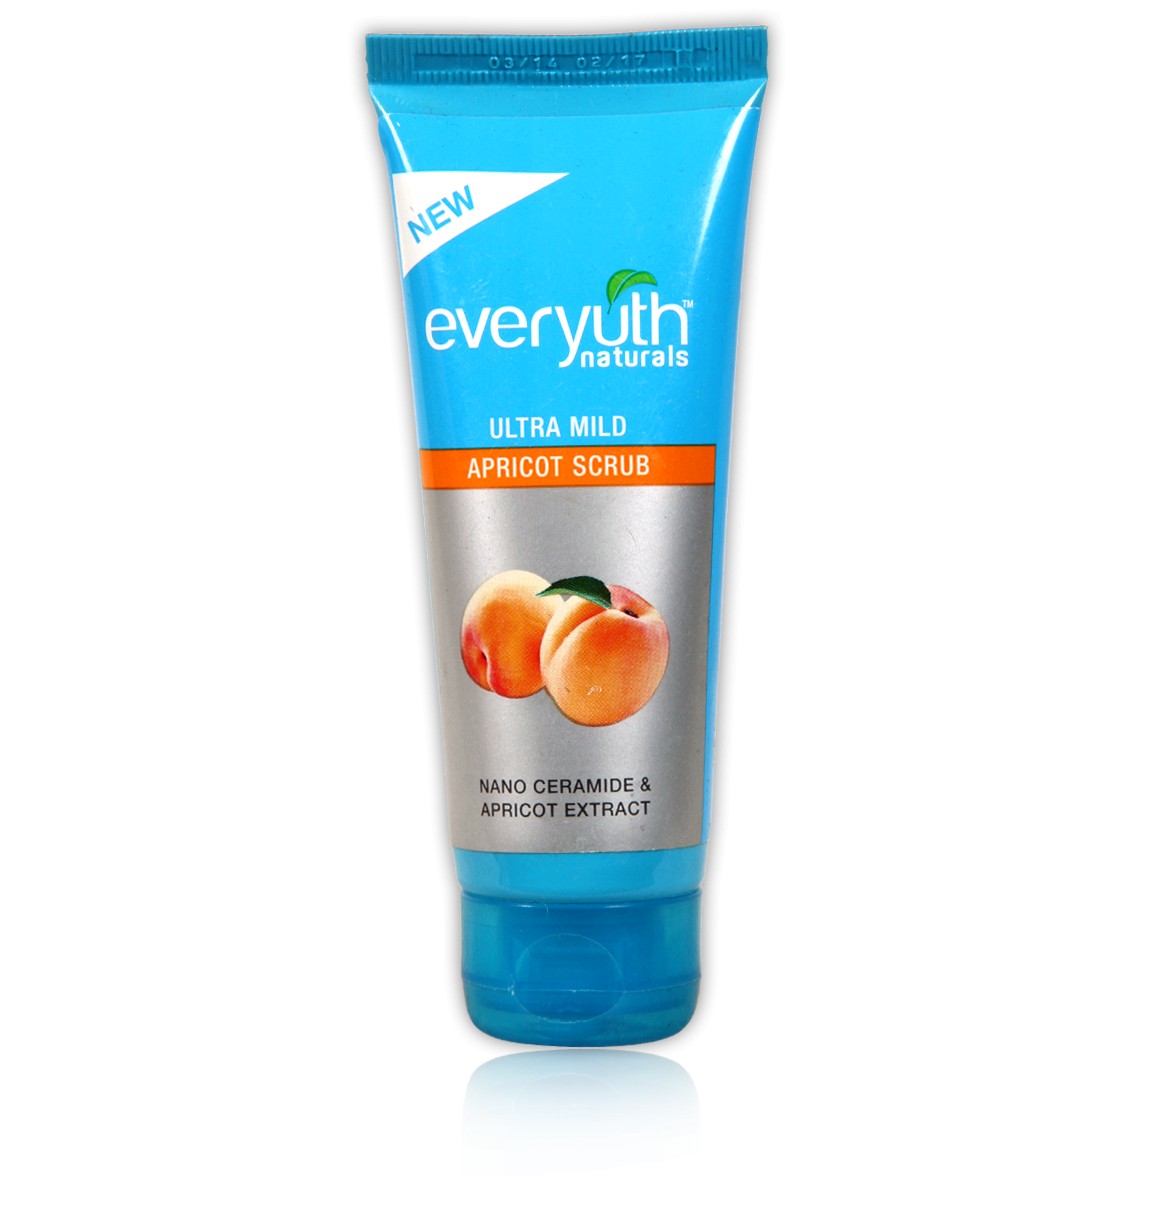 03/14 02/17
NEW
everyuth™
naturals
ULTRA MILD
APRICOT SCRUB
NANO CERAMIDE &
APRICOT EXTRACT